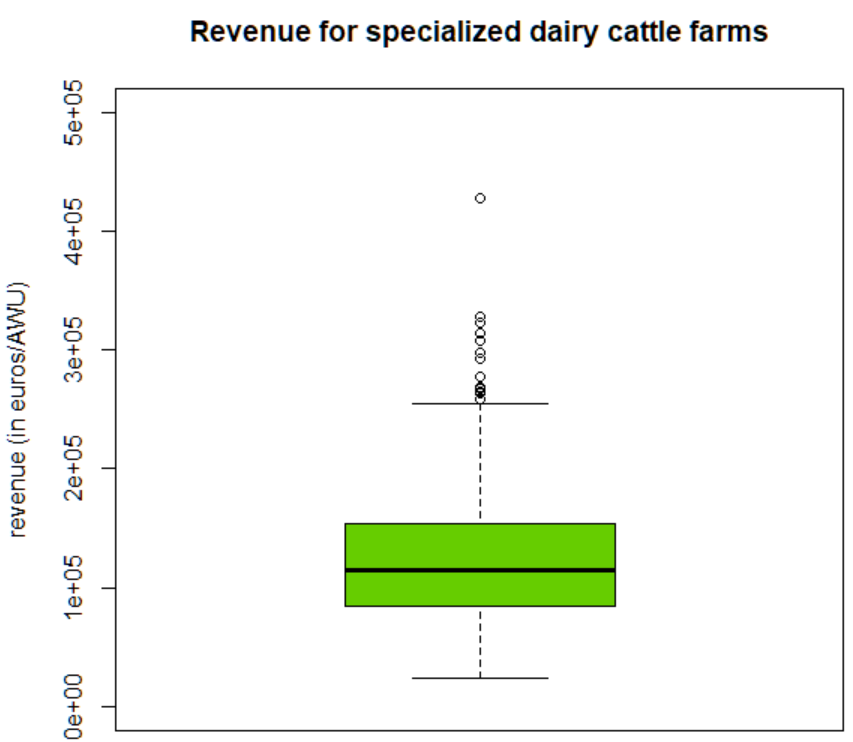 Revenue for specialized dairy cattle farms
5e+05
4e+05
3e+05
2e+05
1e+05
0e+00
revenue (in euros/AWU)